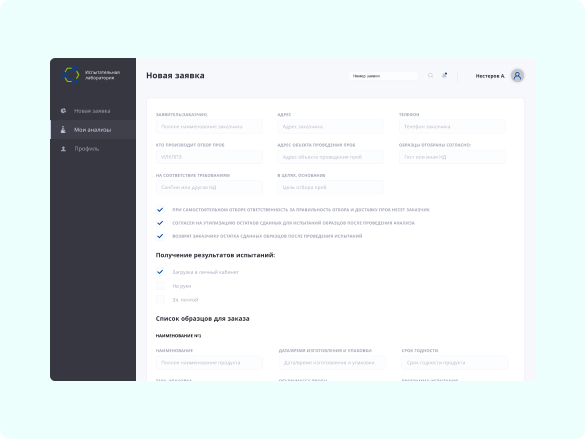 Испытательная
лаборатория
Новая заявка
Номер заявки
Нестеров А.
Новая заявка
Мои анализы
Профиль
ЗАЯВИТЕЛЬ(ЗАКАЗЧИК)
АДРЕС
ТЕЛЕФОН
Полное наименование заказчика
Адрес заказчика
Телефон заказчика
КТО ПРОИЗВОДИТ ОТБОР ПРОБ
АДРЕС ОБЪЕКТА ПРОВЕДЕНИЯ ПРОБ
ОБРАЗЦЫ ОТОБРАНЫ СОГЛАСНО:
Адрес объекта проведения проб
Гост или иные НД
НА СООТВЕТСТВИЕ ТРЕБОВАНИЯМ
В ЦЕЛЯХ, ОСНОВАНИЕ
СанПин или другие НД
Цель отбора проб
ПРИ САМОСТОЯТЕЛЬНОМ ОТБОРЕ ОТВЕТСТВЕННОСТЬ ЗА ПРАВИЛЬНОСТЬ ОТБОРА И ДОСТАВКУ ПРОБ НЕСЕТ ЗАКАЗЧИК
СОГЛАСЕН НА УТИЛИЗАЦИЮ ОСТАТКОВ СДАННЫХ ДЛЯ ИСПЫТАНИЙ ОБРАЗЦОВ ПОСЛЕ ПРОВЕДЕНИЯ АНАЛИЗА
ВОЗВРАТ ЗАКАЗЧИКУ ОСТАТКА СДАННЫХ ОБРАЗЦОВ ПОСЛЕ ПРОВЕДЕНИЯ ИСПЫТАНИЙ
Получение результатов испытаний:
Загрузка в личный кабинет
На руки
Эл. почтой
Список образцов для заказа
НАИМЕНОВАНИЕ №1
НАИМЕНОВАНИЕ
ДАТА/ВРЕМЯ ИЗГОТОВЛЕНИЯ И УПАКОВКИ
СРОК ГОДНОСТИ
Полное наименование продукта
Дата/время изготовления и упаковки
Срок годности продукта